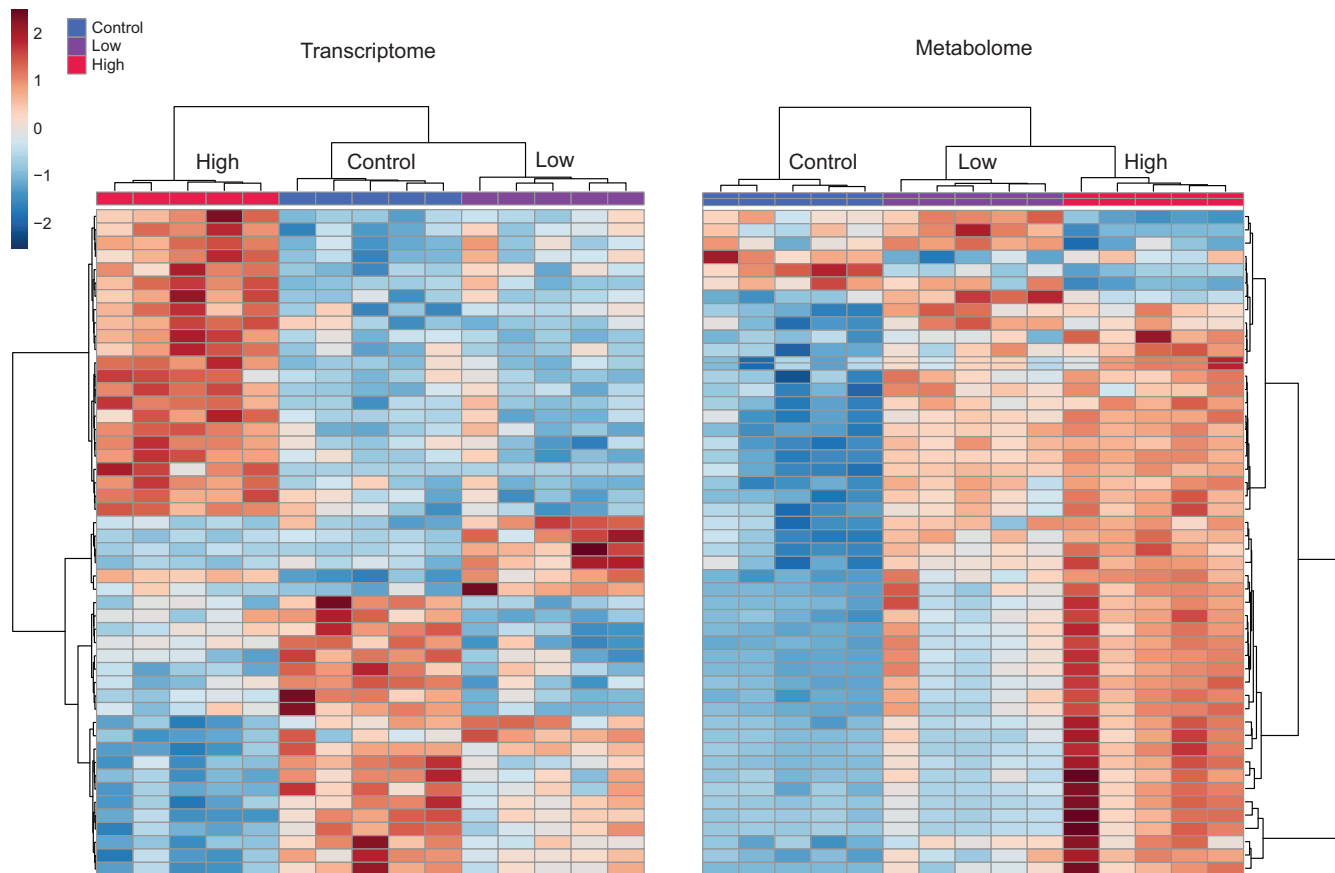 2
1
0
−1
−2
Control
Low
High
Transcriptome
Metabolome
High
Control
Low
Control
Low
High